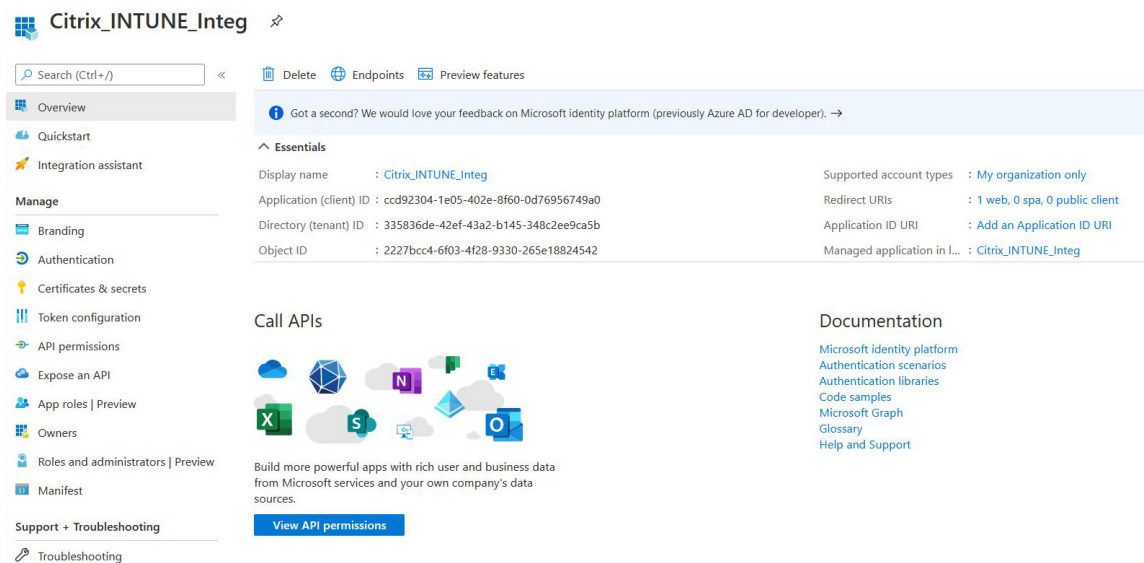 Citrix_INTUNE_Integ
Search (Ctrl+/)
«
Overview
Quickstart
Integration assistant
Manage
Branding
Authentication
Certificates & secrets
Token configuration
API permissions
Expose an API
App roles | Preview
Owners
Roles and administrators | Preview
Manifest
Support + Troubleshooting
Troubleshooting
Delete Endpoints Preview features
Got a second? We would love your feedback on Microsoft identity platform (previously Azure AD for developer). →
Essentials
Display name : Citrix_INTUNE_Integ
Application (client) ID : ccd92304-1e05-402e-8f60-0d76956749a0
Directory (tenant) ID : 335836de-42ef-43a2-b145-348c2ee9ca5b
Object ID : 2227bcc4-6f03-4f28-9330-265e18824542
Supported account types : My organization only
Redirect URIs : 1 web, 0 spa, 0 public client
Application ID URI : Add an Application ID URI
Managed application in l... : Citrix_INTUNE_Integ
Call APIs
N
E
X
S
O
Build more powerful apps with rich user and business data
from Microsoft services and your own company's data
sources.
View API permissions
Documentation
Microsoft identity platform
Authentication scenarios
Authentication libraries
Code samples
Microsoft Graph
Glossary
Help and Support